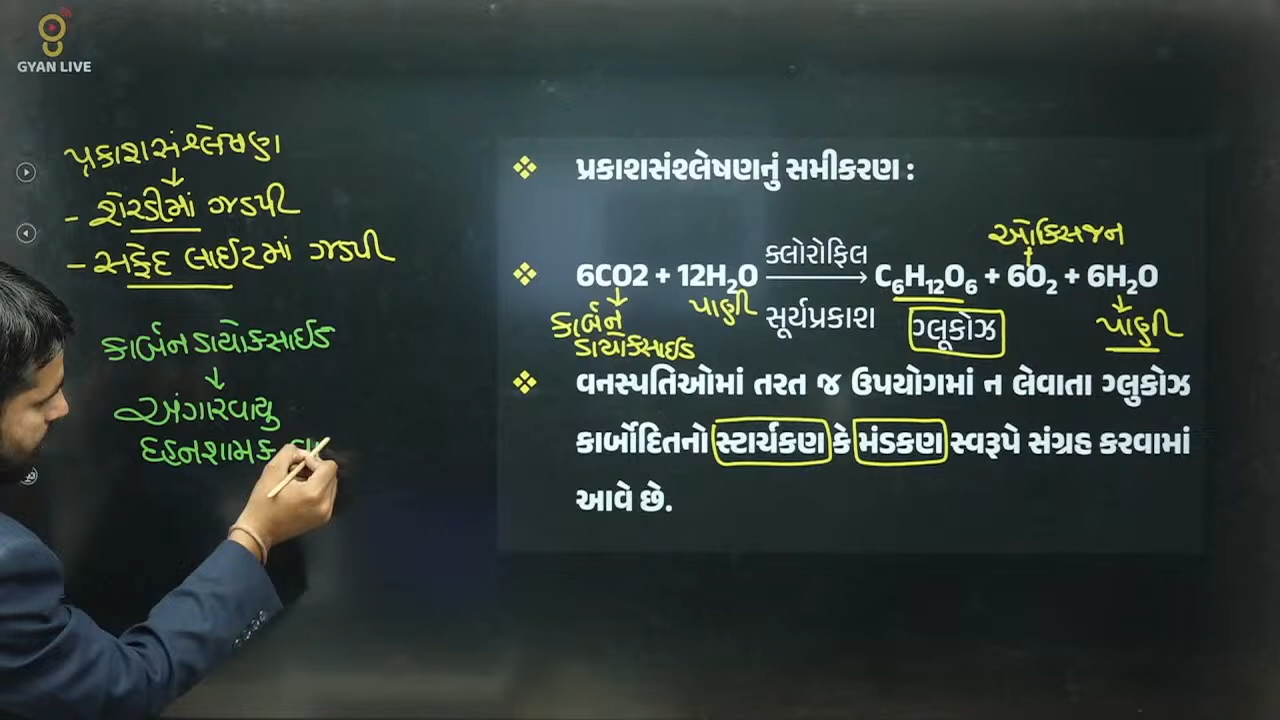 GYAN LIVE
પ્રકાશસંશ્લેષણ
- શેરડીમાં ઝડપી
- સફેદ લાઈટમાં ઝડપી
કાર્બન ડાયોક્સાઈડ
અંગારવાયુ
દહનશામક
પ્રકાશસંશ્લેષણનું સમીકરણ :
ઓક્સિજન
ક્લોરોફિલ
6CO2 + 12H₂O → C₆H₁₂O₆ + 6O₂ + 6H₂O
સૂર્યપ્રકાશ
કાર્બન
ડાયોક્સાઈડ
પાણી
ગ્લૂકોઝ
પાણી
વનસ્પતિઓમાં તરત જ ઉપયોગમાં ન લેવાતા ગ્લુકોઝ
કાર્બોદિતનો સ્ટાર્ચકણ કે મંડકણ સ્વરૂપે સંગ્રહ કરવામાં
આવે છે.